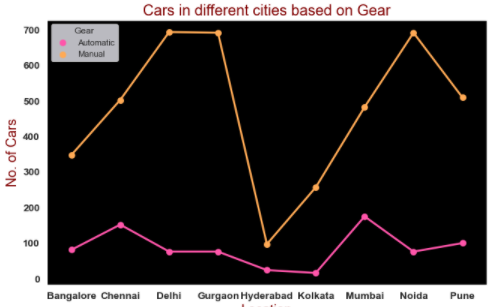 Cars in different cities based on Gear
Gear
Automatic
Manual
No. of Cars
700
600
500
400
300
200
100
0
Bangalore Chennai Delhi Gurgaon Hyderabad Kolkata Mumbai Noida Pune